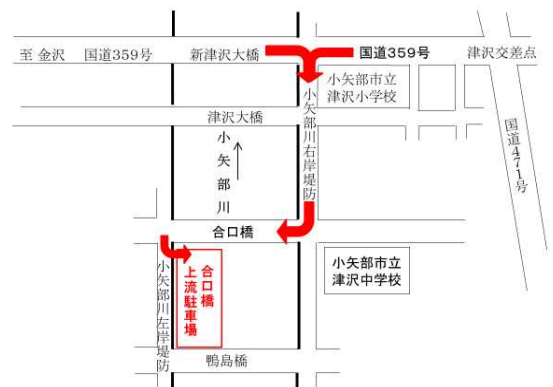 至 金沢
国道359号
新津沢大橋
国道359号
津沢交差点
小矢部市立
津沢小学校
小矢部川右岸堤防
津沢大橋
国道471号
小矢部川
合口橋
小矢部市立
津沢中学校
合口橋
上流駐車場
小矢部川左岸堤防
鴨島橋